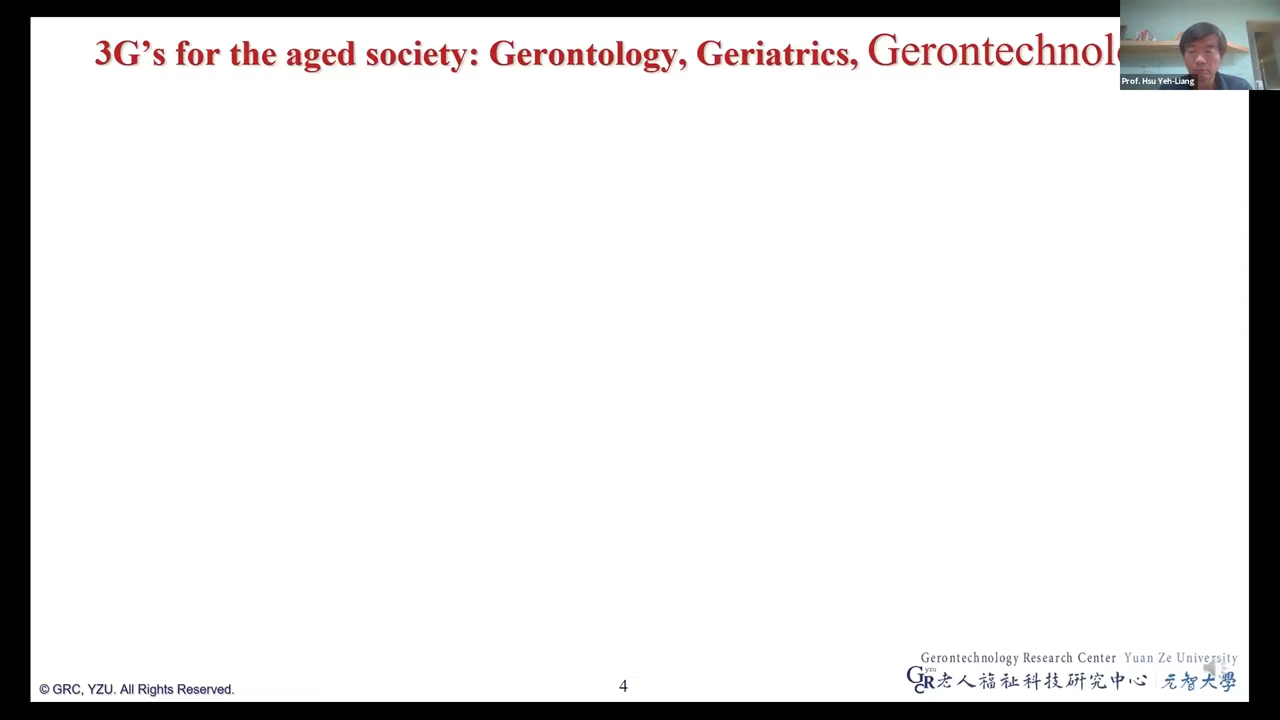 3G’s for the aged society: Gerontology, Geriatrics, Gerontechnol
Prof. Hsu Yeh-Liang
Gerontechnology Research Center Yuan Ze University
yzu
GRC 老人福祉科技研究中心 元智大學
© GRC, YZU. All Rights Reserved.
4